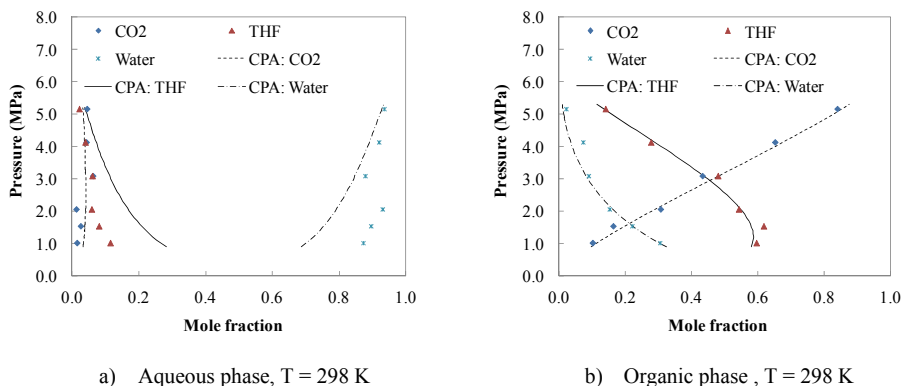 CO2 THF
Water CPA: CO2
CPA: THF CPA: Water
8.0
7.0
6.0
5.0
4.0
3.0
2.0
1.0
0.0
Pressure (MPa)
0.0 0.2 0.4 0.6 0.8 1.0
Mole fraction
a) Aqueous phase, T = 298 K
CO2 THF
Water CPA: CO2
CPA: THF CPA: Water
8.0
7.0
6.0
5.0
4.0
3.0
2.0
1.0
0.0
Pressure (MPa)
0.0 0.2 0.4 0.6 0.8 1.0
Mole fraction
b) Organic phase , T = 298 K